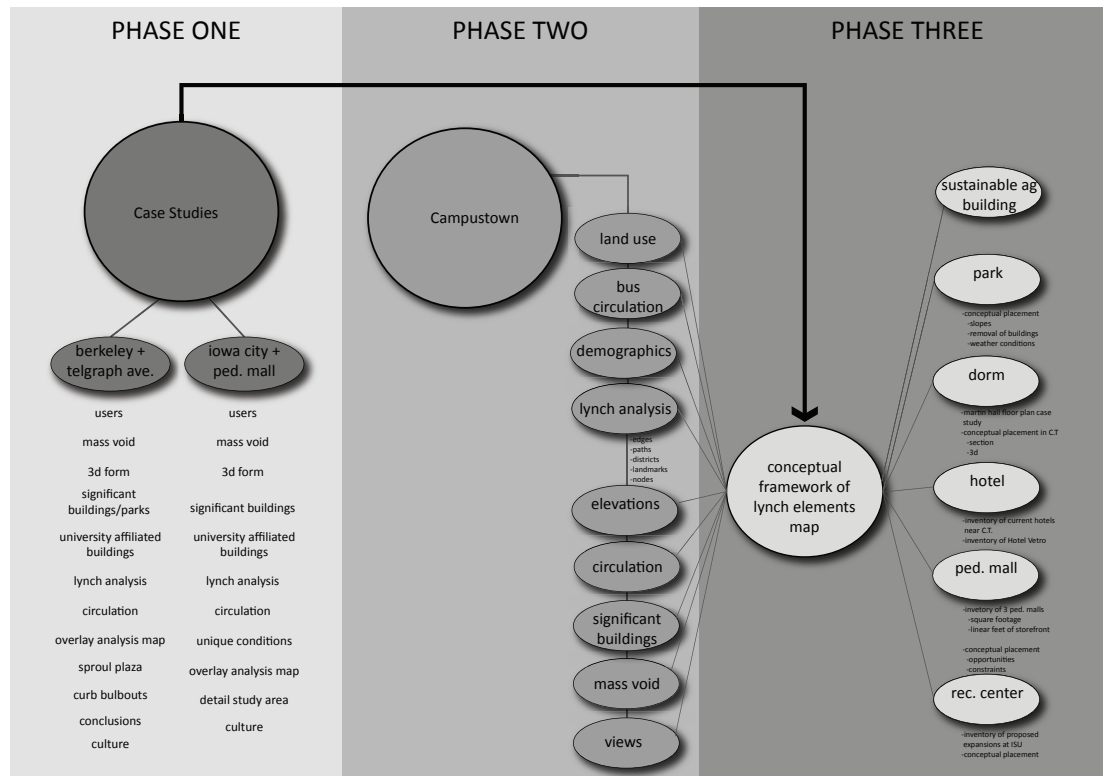 PHASE ONE
Case Studies
berkeley +
telgraph ave.
users
mass void
3d form
significant
buildings/parks
university affiliated
buildings
lynch analysis
circulation
overlay analysis map
sproul plaza
curb bulbouts
conclusions
culture
iowa city +
ped. mall
users
mass void
3d form
significant buildings
university affiliated
buildings
lynch analysis
circulation
unique conditions
overlay analysis map
detail study area
culture
PHASE TWO
Campustown
land use
bus
circulation
demographics
lynch analysis
-edges
-paths
-districts
-landmarks
-nodes
elevations
circulation
significant
buildings
mass void
views
PHASE THREE
conceptual
framework of
lynch elements
map
sustainable ag
building
park
-conceptual placement
-slopes
-removal of buildings
-weather conditions
dorm
-martin hall floor plan case
study
-conceptual placement in C.T
-section
-3d
hotel
-inventory of current hotels
near C.T.
-inventory of Hotel Vetro
ped. mall
-invetory of 3 ped. malls
-square footage
-linear feet of storefront
-conceptual placement
-opportunities
-constraints
rec. center
-inventory of proposed
expansions at ISU
-conceptual placement